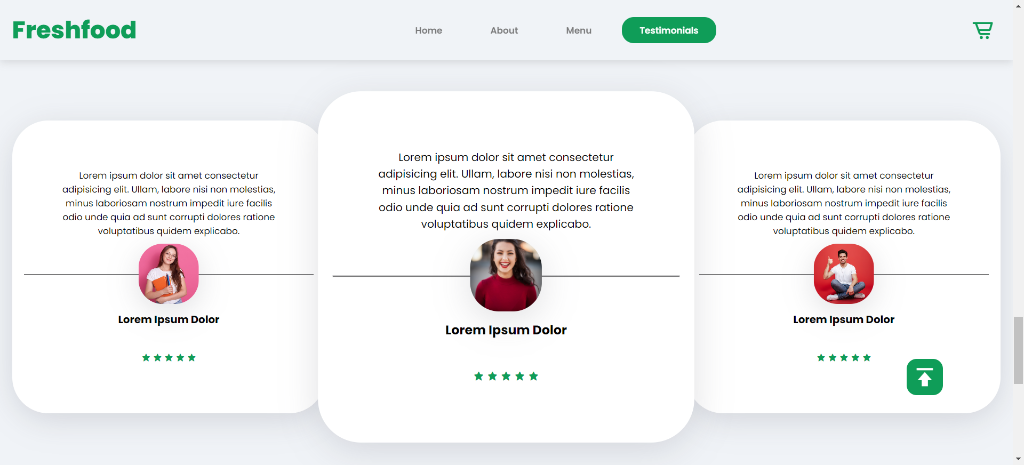 Freshfood
Home
About
Menu
Testimonials
Lorem ipsum dolor sit amet consectetur
adipisicing elit. Ullam, labore nisi non molestias,
minus laboriosam nostrum impedit iure facilis
odio unde quia ad sunt corrupti dolores ratione
voluptatibus quidem explicabo.
Lorem Ipsum Dolor
Lorem ipsum dolor sit amet consectetur
adipisicing elit. Ullam, labore nisi non molestias,
minus laboriosam nostrum impedit iure facilis
odio unde quia ad sunt corrupti dolores ratione
voluptatibus quidem explicabo.
Lorem Ipsum Dolor
Lorem ipsum dolor sit amet consectetur
adipisicing elit. Ullam, labore nisi non molestias,
minus laboriosam nostrum impedit iure facilis
odio unde quia ad sunt corrupti dolores ratione
voluptatibus quidem explicabo.
Lorem Ipsum Dolor